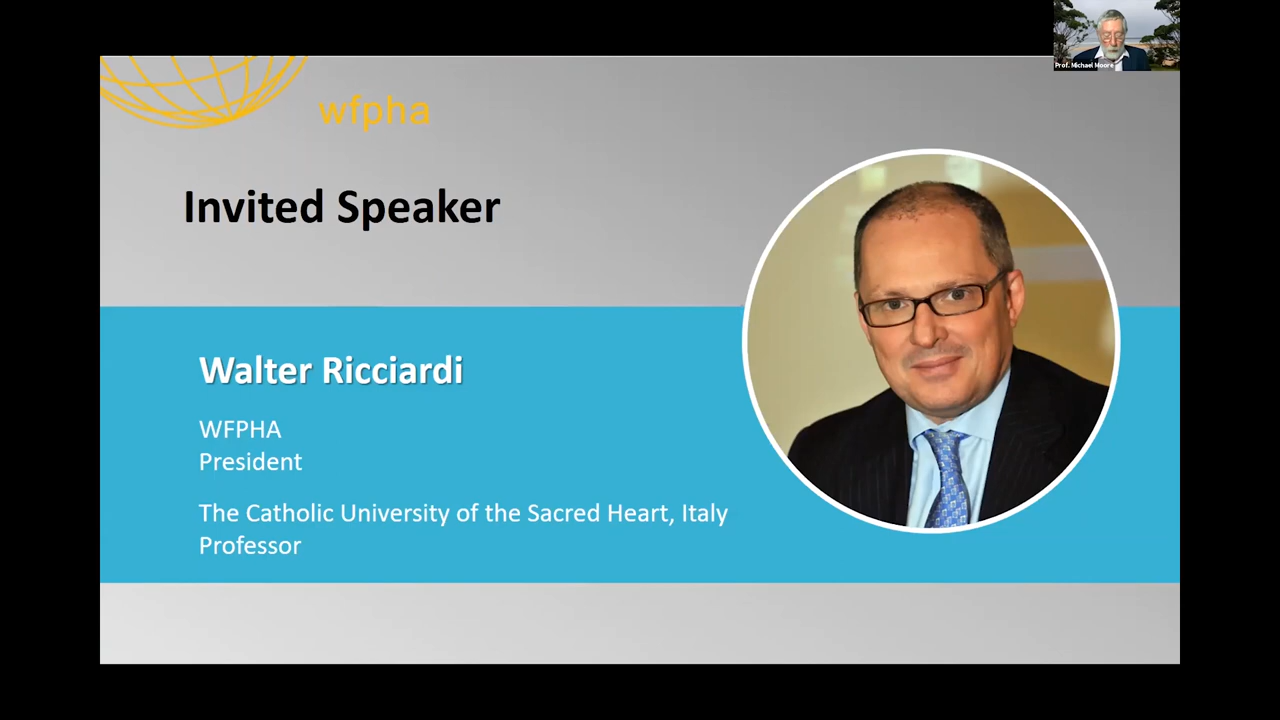 Prof. Michael Moore
wfpha
Invited Speaker
Walter Ricciardi
WFPHA
President
The Catholic University of the Sacred Heart, Italy
Professor